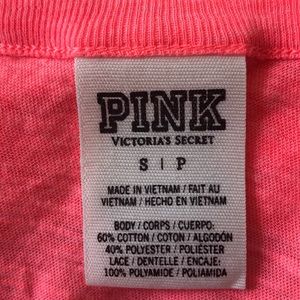 PINK
VICTORIA'S SECRET
S | P
MADE IN VIETNAM / FAIT AU
VIETNAM / HECHO EN VIETNAM
BODY / CORPS / CUERPO:
60% COTTON / COTON / ALGODÓN
40% POLYESTER / POLIÉSTER
LACE / DENTELLE / ENCAJE:
100% POLYAMIDE / POLIAMIDA